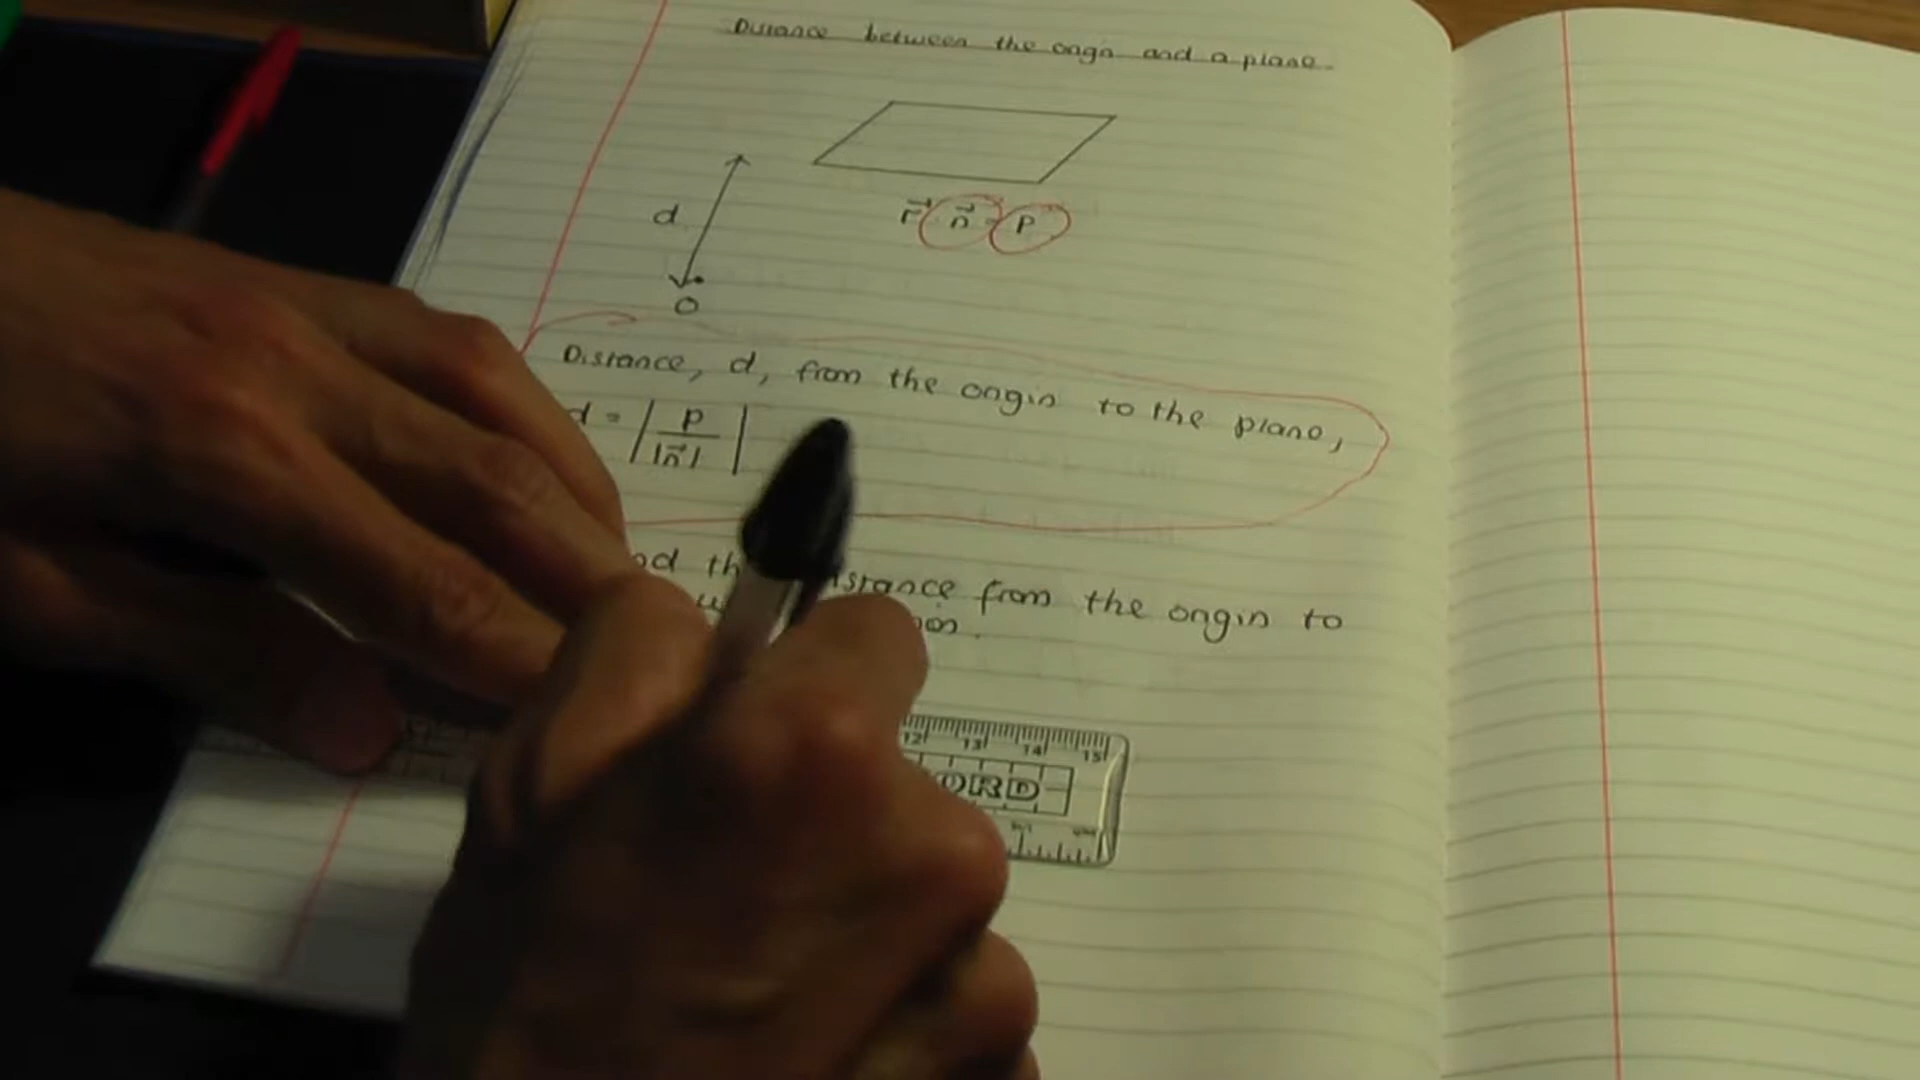 Distance between the origin and a plane
d
r⃗ n⃗ = P
O
Distance, d, from the origin to the plane,
d = |P / |n⃗||
distance from the origin to
12 13 14 15